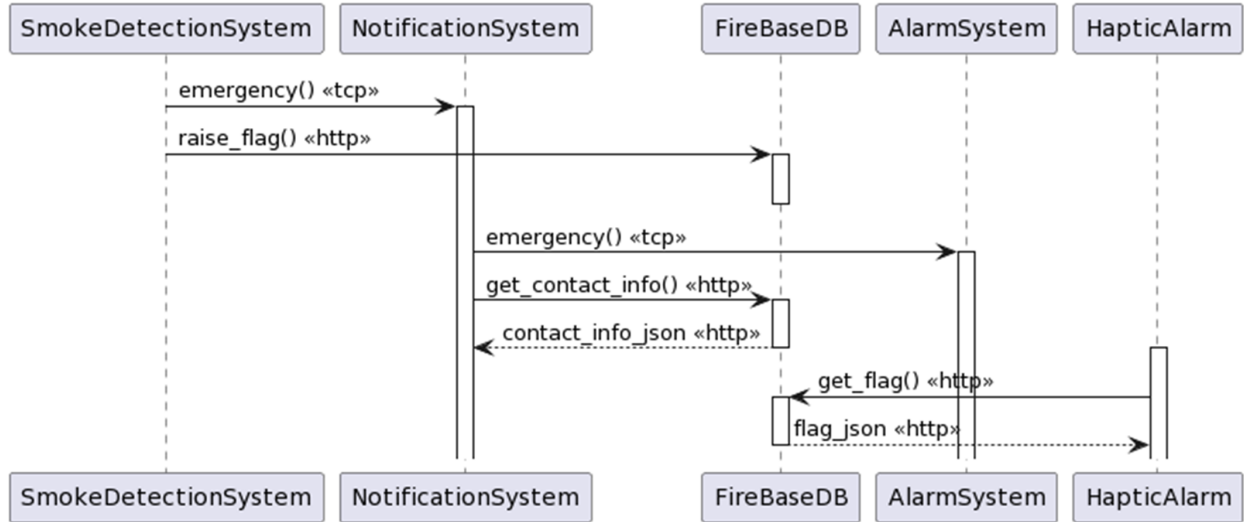 SmokeDetectionSystem NotificationSystem FireBaseDB AlarmSystem HapticAlarm
emergency() «tcp»
raise_flag() «http»
emergency() «tcp»
get_contact_info() «http»
contact_info_json «http»
get_flag() «http»
flag_json «http»
SmokeDetectionSystem NotificationSystem FireBaseDB AlarmSystem HapticAlarm